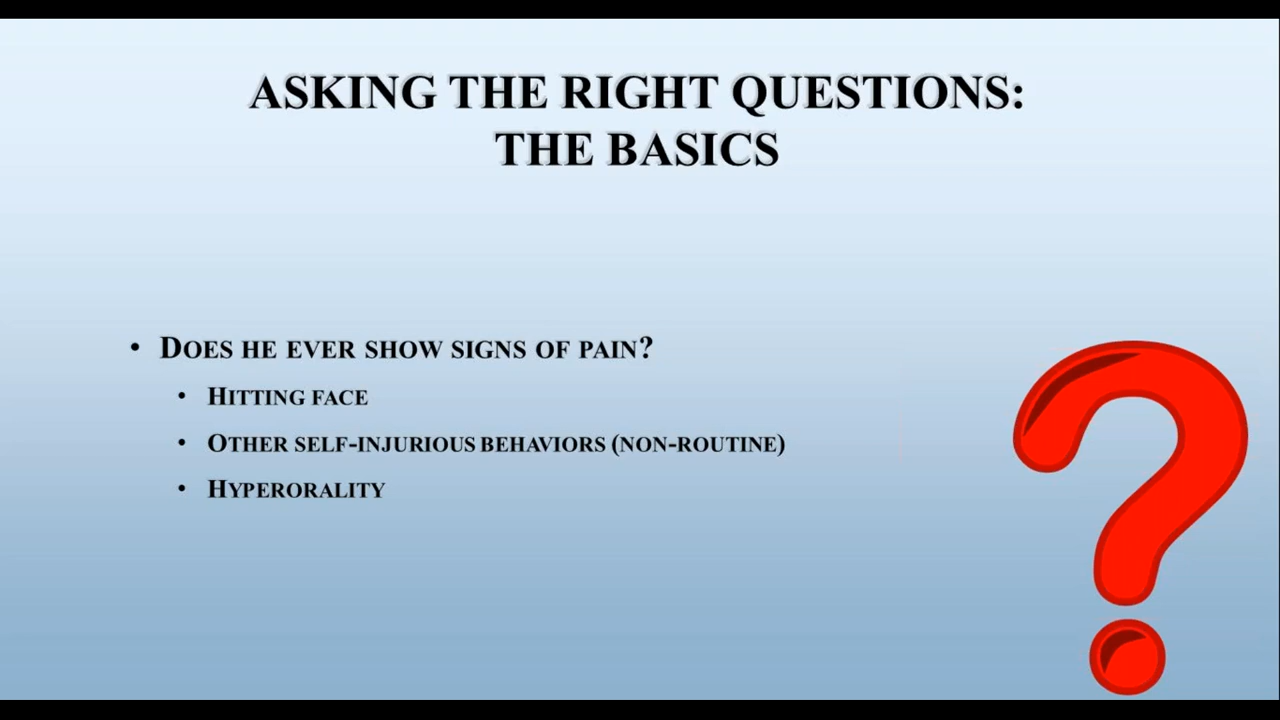 ASKING THE RIGHT QUESTIONS:
THE BASICS
• DOES HE EVER SHOW SIGNS OF PAIN?
• HITTING FACE
• OTHER SELF-INJURIOUS BEHAVIORS (NON-ROUTINE)
• HYPERORALITY